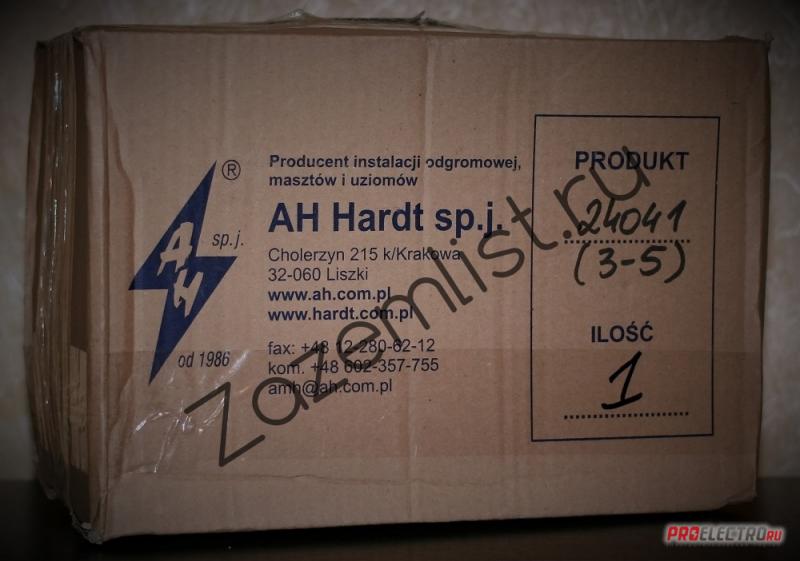 Producent instalacji odgromowej,
masztów i uziomów
AH Hardt sp.j.
Cholerzyn 215 k/Krakowa
32-060 Liszki
www.ah.com.pl
www.hardt.com.pl
fax: +48 12-280-62-12
kom. +48 602-357-755
amh@ah.com.pl
®
AH
sp.j.
od 1986
PRODUKT
24041
(3-5)
ILOŚĆ
1
Zazemlist.ru
PROELECTRO.RU